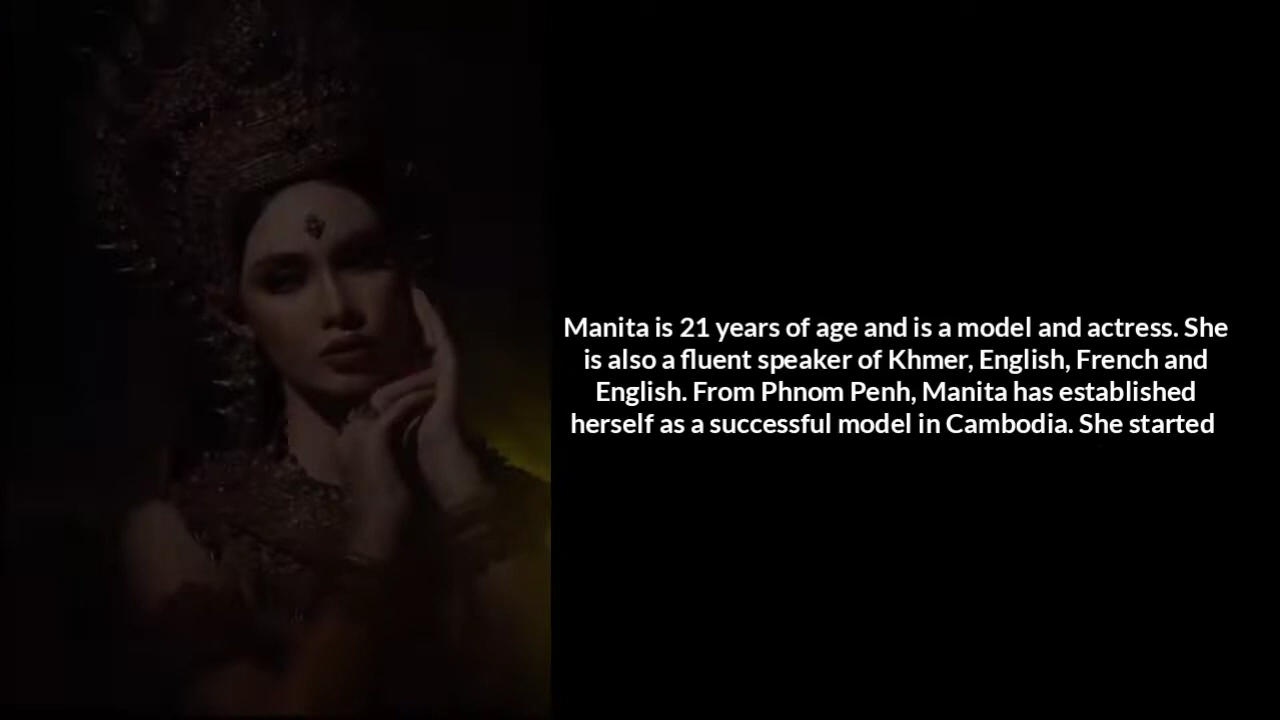 Manita is 21 years of age and is a model and actress. She
is also a fluent speaker of Khmer, English, French and
English. From Phnom Penh, Manita has established
herself as a successful model in Cambodia. She started